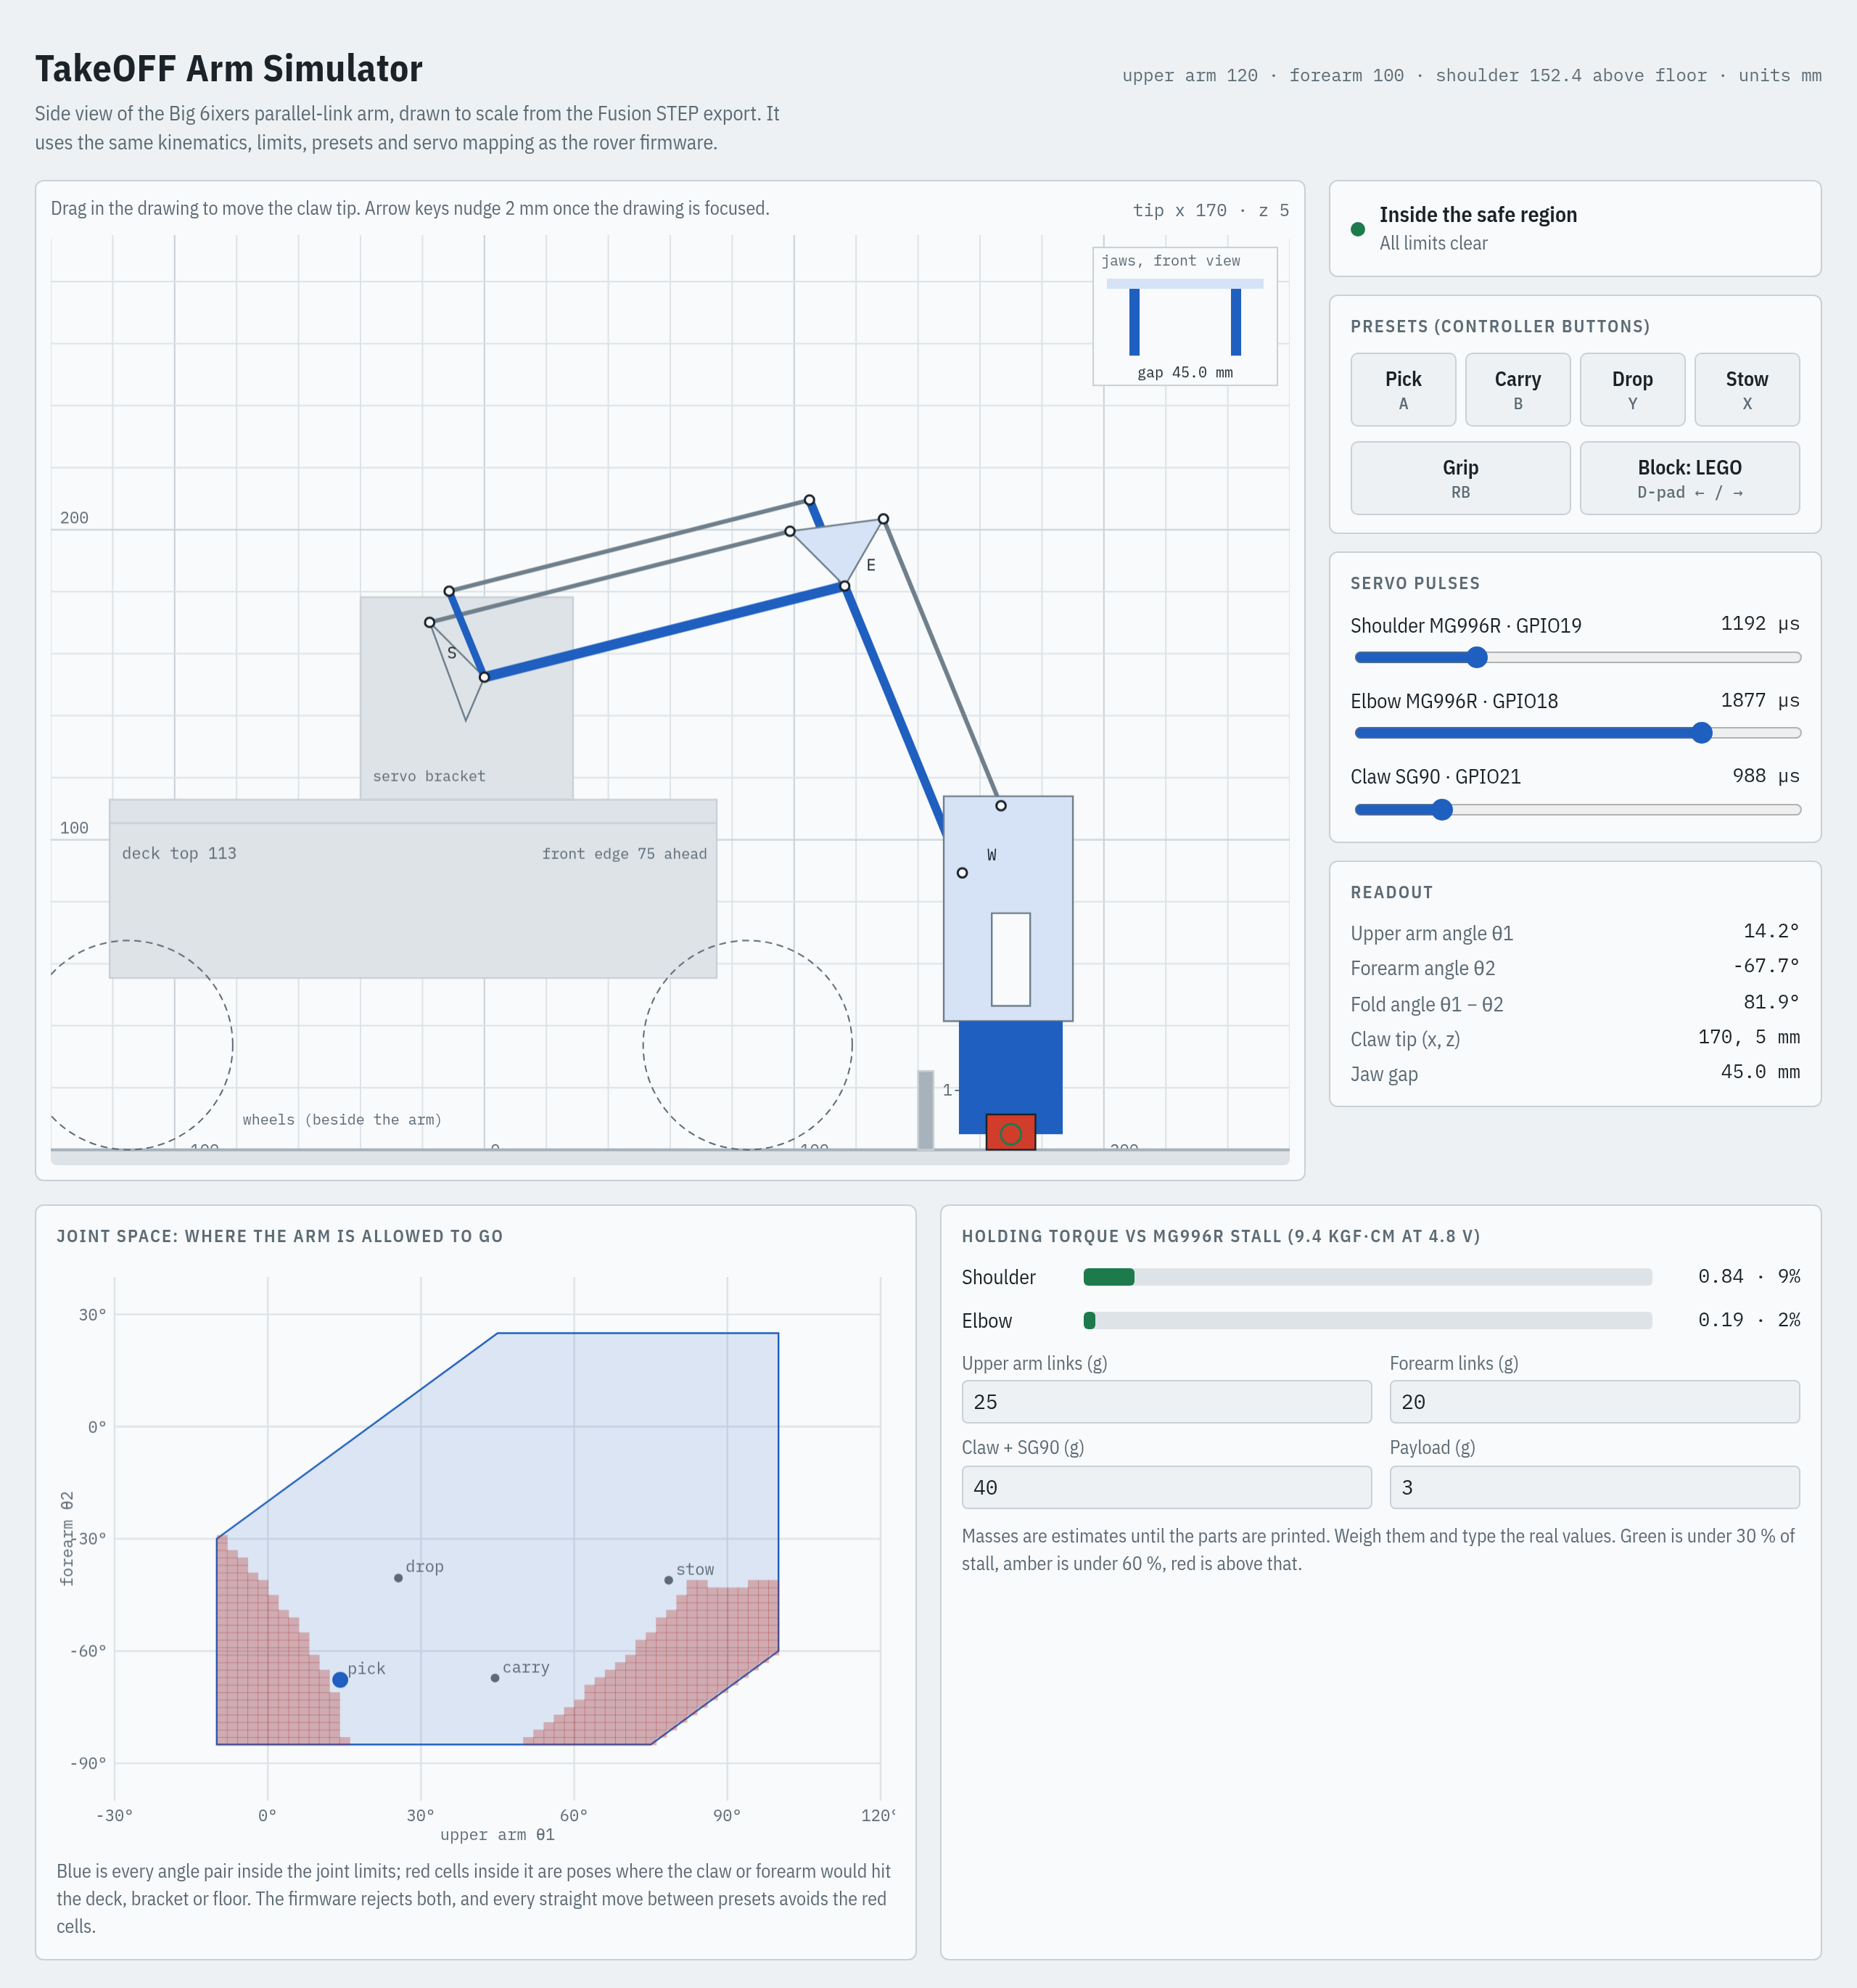 TakeOFF Arm Simulator
upper arm 120 · forearm 100 · shoulder 152.4 above floor · units mm
Side view of the Big 6ixers parallel-link arm, drawn to scale from the Fusion STEP export. It
uses the same kinematics, limits, presets and servo mapping as the rover firmware.
Drag in the drawing to move the claw tip. Arrow keys nudge 2 mm once the drawing is focused.
tip x 170 · z 5
jaws, front view
gap 45.0 mm
200
E
S
servo bracket
100
deck top 113
front edge 75 ahead
W
wheels (beside the arm)
Inside the safe region
All limits clear
PRESETS (CONTROLLER BUTTONS)
Pick
A
Carry
B
Drop
Y
Stow
X
Grip
RB
Block: LEGO
D-pad ← / →
SERVO PULSES
Shoulder MG996R · GPIO19
1192 µs
Elbow MG996R · GPIO18
1877 µs
Claw SG90 · GPIO21
988 µs
READOUT
Upper arm angle θ1
14.2°
Forearm angle θ2
-67.7°
Fold angle θ1 − θ2
81.9°
Claw tip (x, z)
170, 5 mm
Jaw gap
45.0 mm
JOINT SPACE: WHERE THE ARM IS ALLOWED TO GO
30°
0°
-30°
-60°
-90°
forearm θ2
drop
stow
pick
carry
-30°
0°
30°
60°
90°
120°
upper arm θ1
Blue is every angle pair inside the joint limits; red cells inside it are poses where the claw or forearm would hit
the deck, bracket or floor. The firmware rejects both, and every straight move between presets avoids the red
cells.
HOLDING TORQUE VS MG996R STALL (9.4 KGF·CM AT 4.8 V)
Shoulder
0.84 · 9%
Elbow
0.19 · 2%
Upper arm links (g)
Forearm links (g)
25
20
Claw + SG90 (g)
Payload (g)
40
3
Masses are estimates until the parts are printed. Weigh them and type the real values. Green is under 30 % of
stall, amber is under 60 %, red is above that.